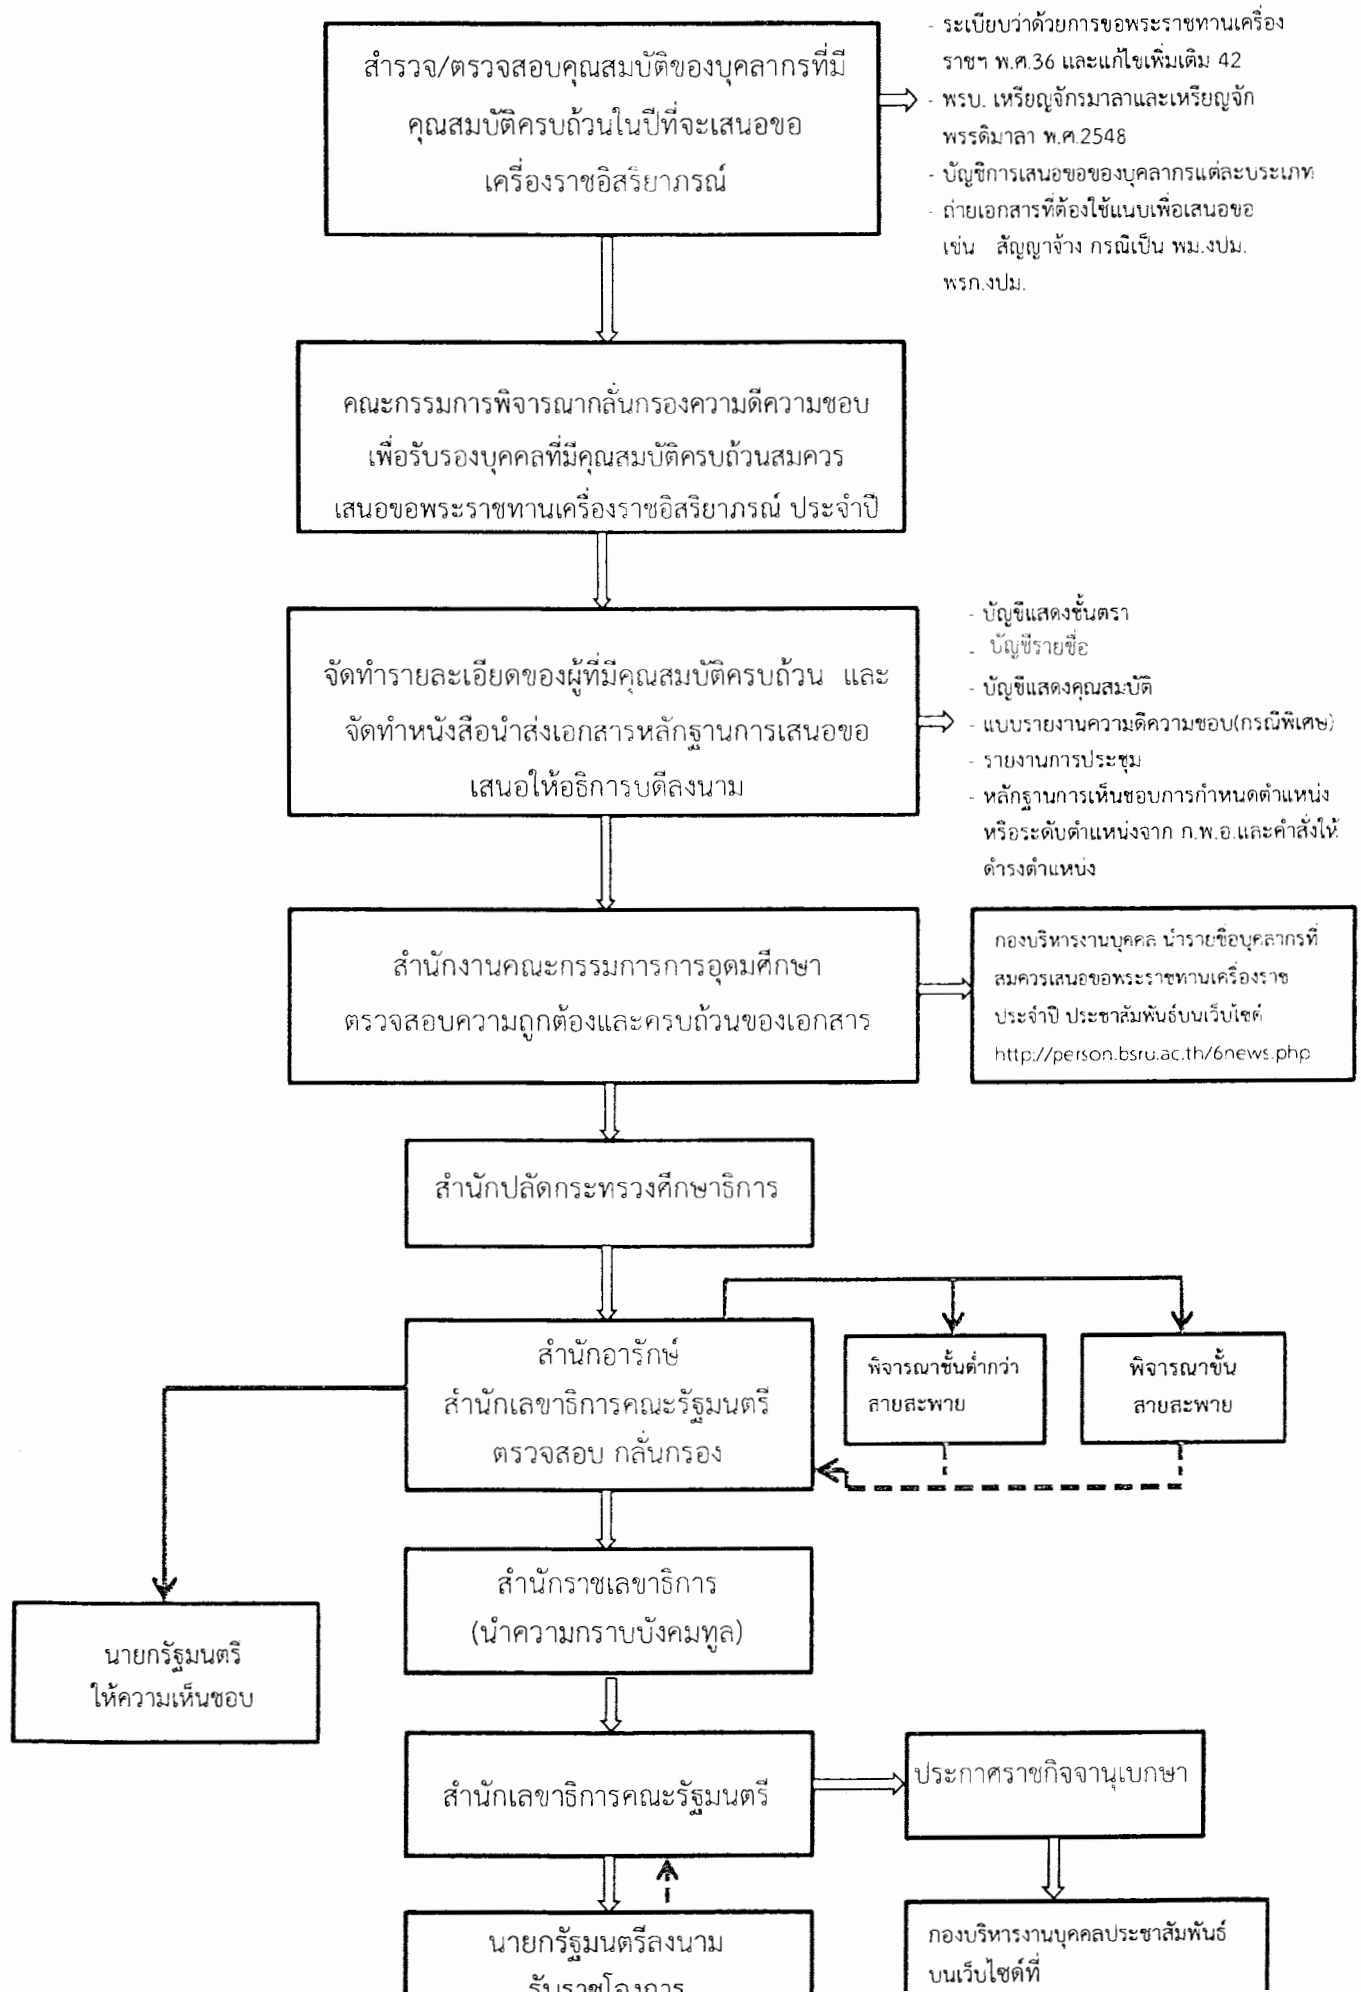 สำรวจ/ตรวจสอบคุณสมบัติของบุคลากรที่มี
คุณสมบัติครบถ้วนในปีที่จะเสนอขอ
เครื่องราชอิสริยาภรณ์
- ระเบียบว่าด้วยการขอพระราชทานเครื่อง
ราชฯ พ.ศ.36 และแก้ไขเพิ่มเติม 42
- พรบ. เหรียญจักรมาลาและเหรียญจัก
พรรดิมาลา พ.ศ.2548
- บัญชีการเสนอขอของบุคลากรแต่ละประเภท
- ถ่ายเอกสารที่ต้องใช้แนบเพื่อเสนอขอ
เช่น สัญญาจ้าง กรณีเป็น พม.งปม.
พรก.งปม.
คณะกรรมการพิจารณากลั่นกรองความดีความชอบ
เพื่อรับรองบุคคลที่มีคุณสมบัติครบถ้วนสมควร
เสนอขอพระราชทานเครื่องราชอิสริยาภรณ์ ประจำปี
จัดทำรายละเอียดของผู้ที่มีคุณสมบัติครบถ้วน และ
จัดทำหนังสือนำส่งเอกสารหลักฐานการเสนอขอ
เสนอให้อธิการบดีลงนาม
- บัญชีแสดงชั้นตรา
- บัญชีรายชื่อ
- บัญชีแสดงคุณสมบัติ
- แบบรายงานความดีความชอบ(กรณีพิเศษ)
- รายงานการประชุม
- หลักฐานการเห็นชอบการกำหนดตำแหน่ง
หรือระดับตำแหน่งจาก ก.พ.อ.และคำสั่งให้
ดำรงตำแหน่ง
สำนักงานคณะกรรมการการอุดมศึกษา
ตรวจสอบความถูกต้องและครบถ้วนของเอกสาร
กองบริหารงานบุคคล นำรายชื่อบุคลากรที่
สมควรเสนอขอพระราชทานเครื่องราช
ประจำปี ประชาสัมพันธ์บนเว็บไซต์
http://person.bsru.ac.th/6news.php
สำนักปลัดกระทรวงศึกษาธิการ
สำนักอารักษ์
สำนักเลขาธิการคณะรัฐมนตรี
ตรวจสอบ กลั่นกรอง
พิจารณาชั้นต่ำกว่า
สายสะพาย
พิจารณาชั้น
สายสะพาย
สำนักราชเลขาธิการ
(นำความกราบบังคมทูล)
นายกรัฐมนตรี
ให้ความเห็นชอบ
สำนักเลขาธิการคณะรัฐมนตรี
ประกาศราชกิจจานุเบกษา
นายกรัฐมนตรีลงนาม
รับราชโองการ
กองบริหารงานบุคคลประชาสัมพันธ์
บนเว็บไซต์ที่